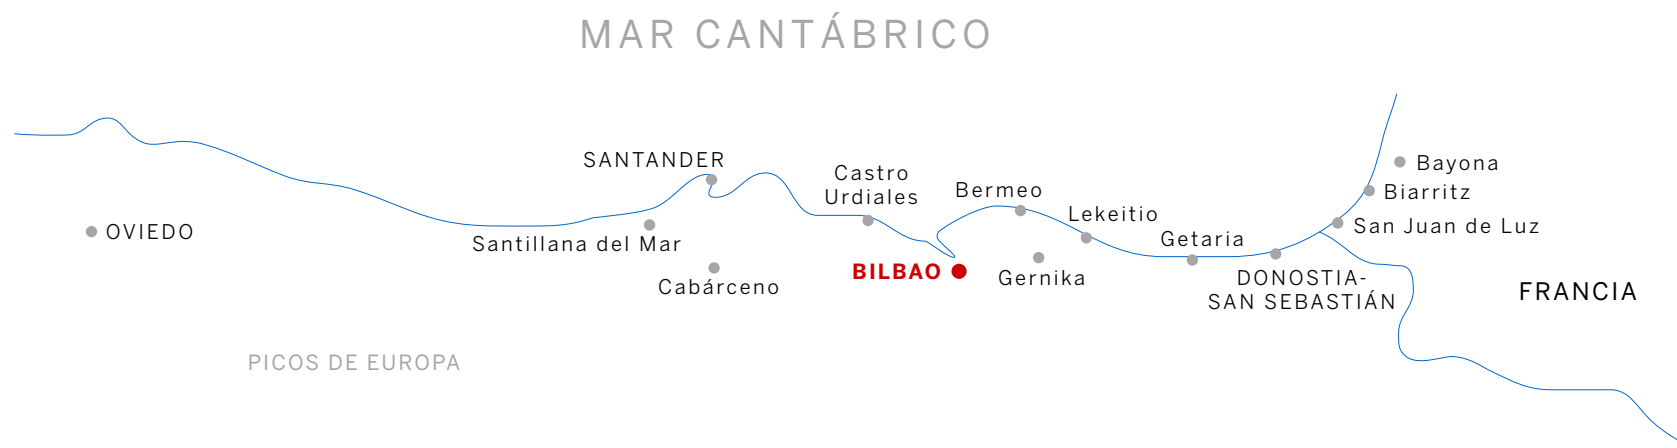 MAR CANTÁBRICO
SANTANDER
Castro
Urdiales
Bermeo
Lekeitio
Getaria
Bayona
Biarritz
San Juan de Luz
OVIEDO
Santillana del Mar
Cabárceno
BILBAO
Gernika
DONOSTIA-
SAN SEBASTIÁN
FRANCIA
PICOS DE EUROPA